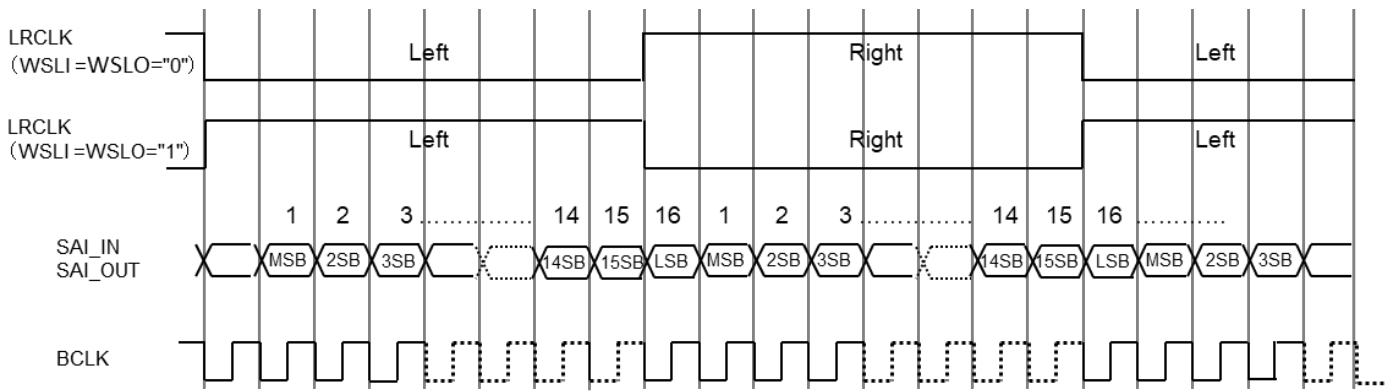 LRCLK
（WSLI =WSLO="0")
Left Right Left
LRCLK
（WSLI =WSLO="1")
Left Right Left
1 2 3.............. 14 15 16 1 2 3.............. 14 15 16 ...........
SAI_IN
SAI_OUT
MSB 2SB 3SB 14SB 15SB LSB MSB 2SB 3SB 14SB 15SB LSB MSB 2SB 3SB
BCLK